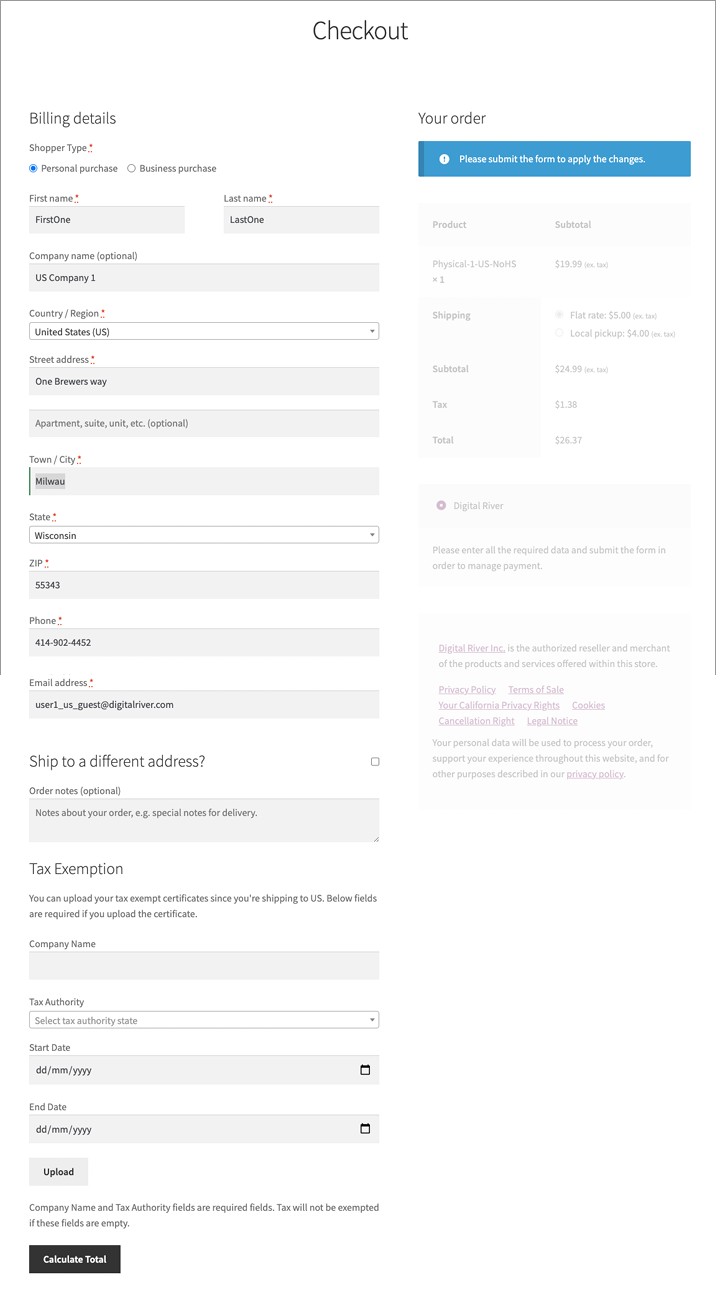 Checkout
Billing details
Shopper Type *
Personal purchase Business purchase
First name * Last name *
FirstOne LastOne
Company name (optional)
US Company 1
Country / Region *
United States (US)
Street address *
One Brewers way
Apartment, suite, unit, etc. (optional)
Town / City *
Milwau
State *
Wisconsin
ZIP *
55343
Phone *
414-902-4452
Email address *
user1_us_guest@digitalriver.com
Ship to a different address?
Order notes (optional)
Notes about your order, e.g. special notes for delivery.
Tax Exemption
You can upload your tax exempt certificates since you're shipping to US. Below fields
are required if you upload the certificate.
Company Name
Tax Authority
Select tax authority state
Start Date
dd/mm/yyyy
End Date
dd/mm/yyyy
Upload
Company Name and Tax Authority fields are required fields. Tax will not be exempted
if these fields are empty.
Calculate Total
Your order
Please submit the form to apply the changes.
Product Subtotal
Physical-1-US-NoHS $19.99 (ex. tax)
× 1
Shipping Flat rate: $5.00 (ex. tax)
Local pickup: $4.00 (ex. tax)
Subtotal $24.99 (ex. tax)
Tax $1.38
Total $26.37
Digital River
Please enter all the required data and submit the form in
order to manage payment.
Digital River Inc. is the authorized reseller and merchant
of the products and services offered within this store.
Privacy Policy Terms of Sale
Your California Privacy Rights Cookies
Cancellation Right Legal Notice
Your personal data will be used to process your order,
support your experience throughout this website, and for
other purposes described in our privacy policy.